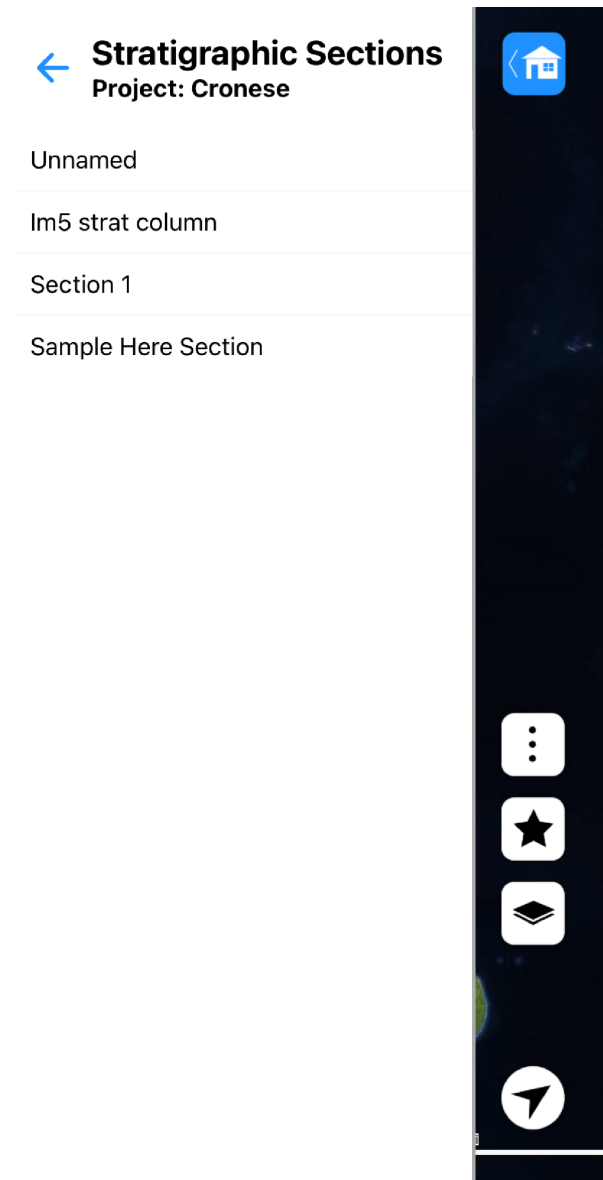 Stratigraphic Sections
Project: Cronese
Unnamed
Im5 strat column
Section 1
Sample Here Section